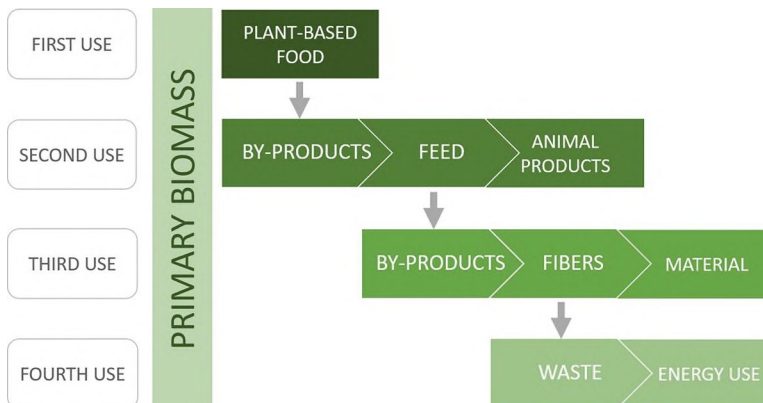 FIRST USE
PRIMARY BIOMASS
PLANT-BASED
FOOD
SECOND USE
BY-PRODUCTS
FEED
ANIMAL
PRODUCTS
THIRD USE
BY-PRODUCTS
FIBERS
MATERIAL
FOURTH USE
WASTE
ENERGY USE